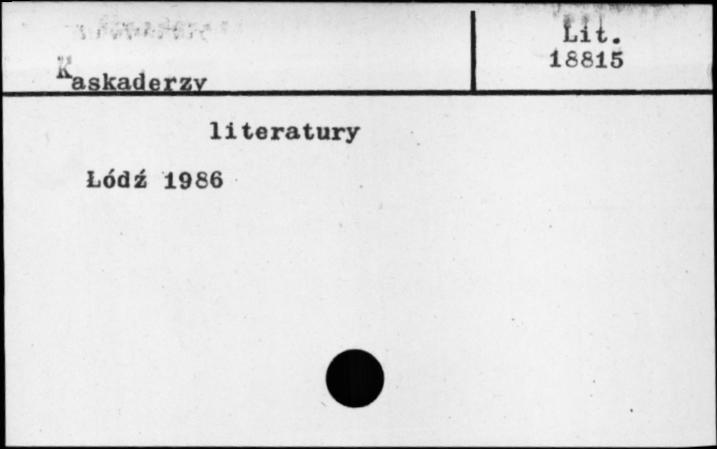 Lit.
18815
Kaskaderzy
literatury
Łódź 1986